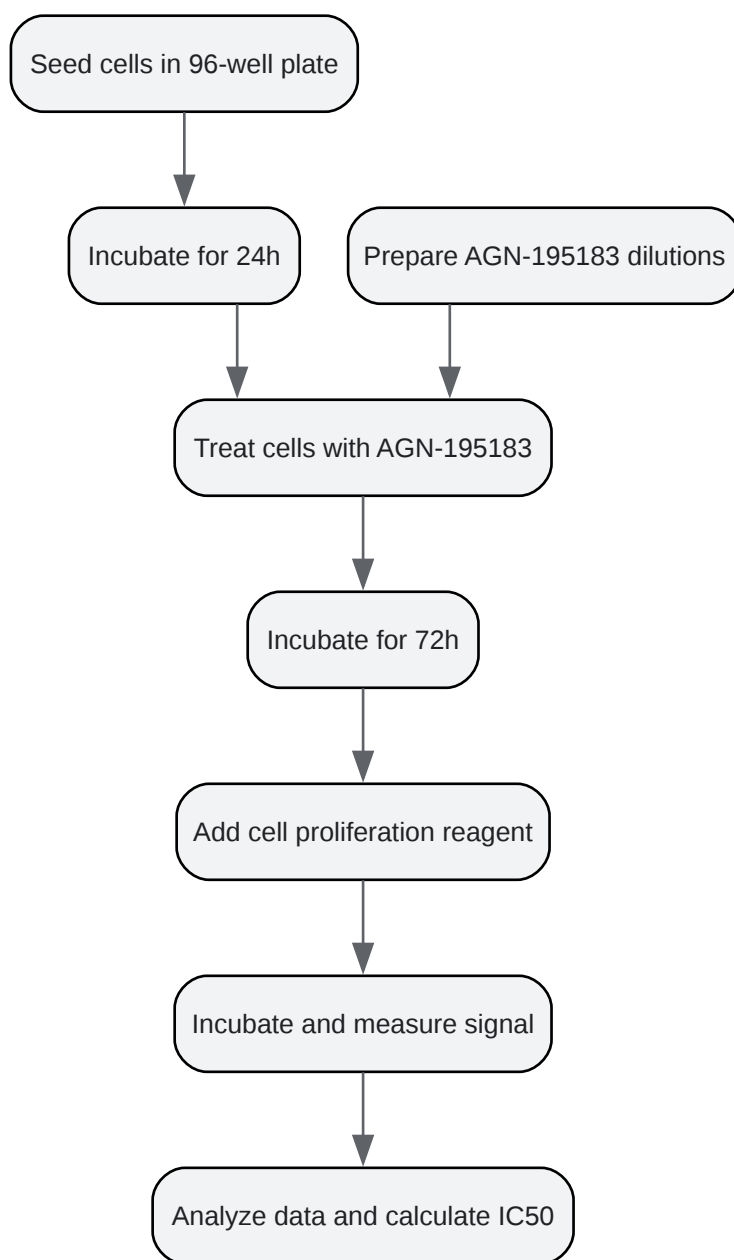 Seed cells in 96-well plate
Incubate for 24h
Prepare AGN-195183 dilutions
Treat cells with AGN-195183
Incubate for 72h
Add cell proliferation reagent
Incubate and measure signal
Analyze data and calculate IC50